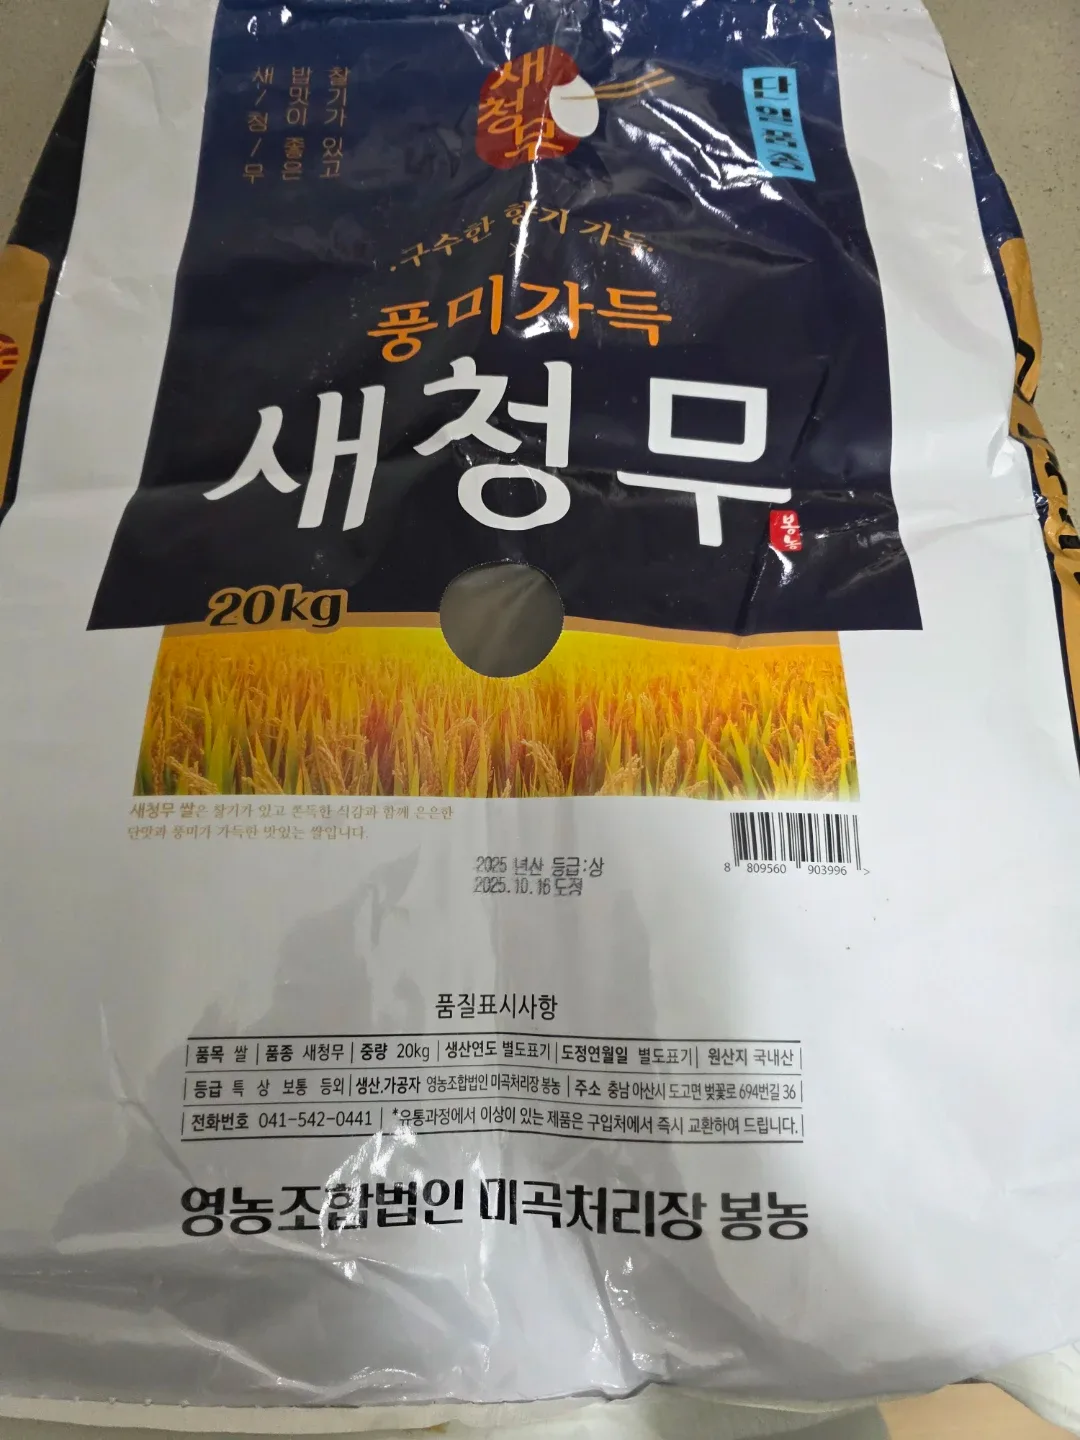 찰기가 있고
밥맛이 좋은
새/청/무
새청무
단일품종
.구수한 향기 가득.
풍미가득
새청무
봉농
20kg
새청무 쌀은 찰기가 있고 쫀득한 식감과 함께 은은한
단맛과 풍미가 가득한 맛있는 쌀입니다.
8 809560 903996 >
2025 년산 등급:상
2025.10.16 도정
품질표시사항
품목 쌀 | 품종 새청무 | 중량 20kg | 생산연도 별도표기 | 도정연월일 별도표기 | 원산지 국내산
등급 특 상 보통 등외 | 생산.가공자 영농조합법인 미곡처리장 봉농 | 주소 충남 아산시 도고면 벚꽃로 694번길 36
전화번호 041-542-0441 | *유통과정에서 이상이 있는 제품은 구입처에서 즉시 교환하여 드립니다.
영농조합법인 미곡처리장 봉농